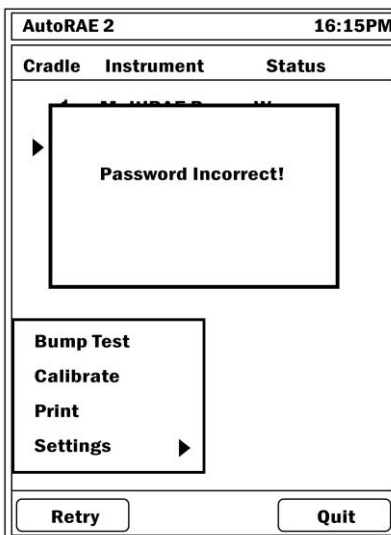 AutoRAE 2 16:15PM
Cradle Instrument Status
Password Incorrect!
Bump Test
Calibrate
Print
Settings
Retry Quit